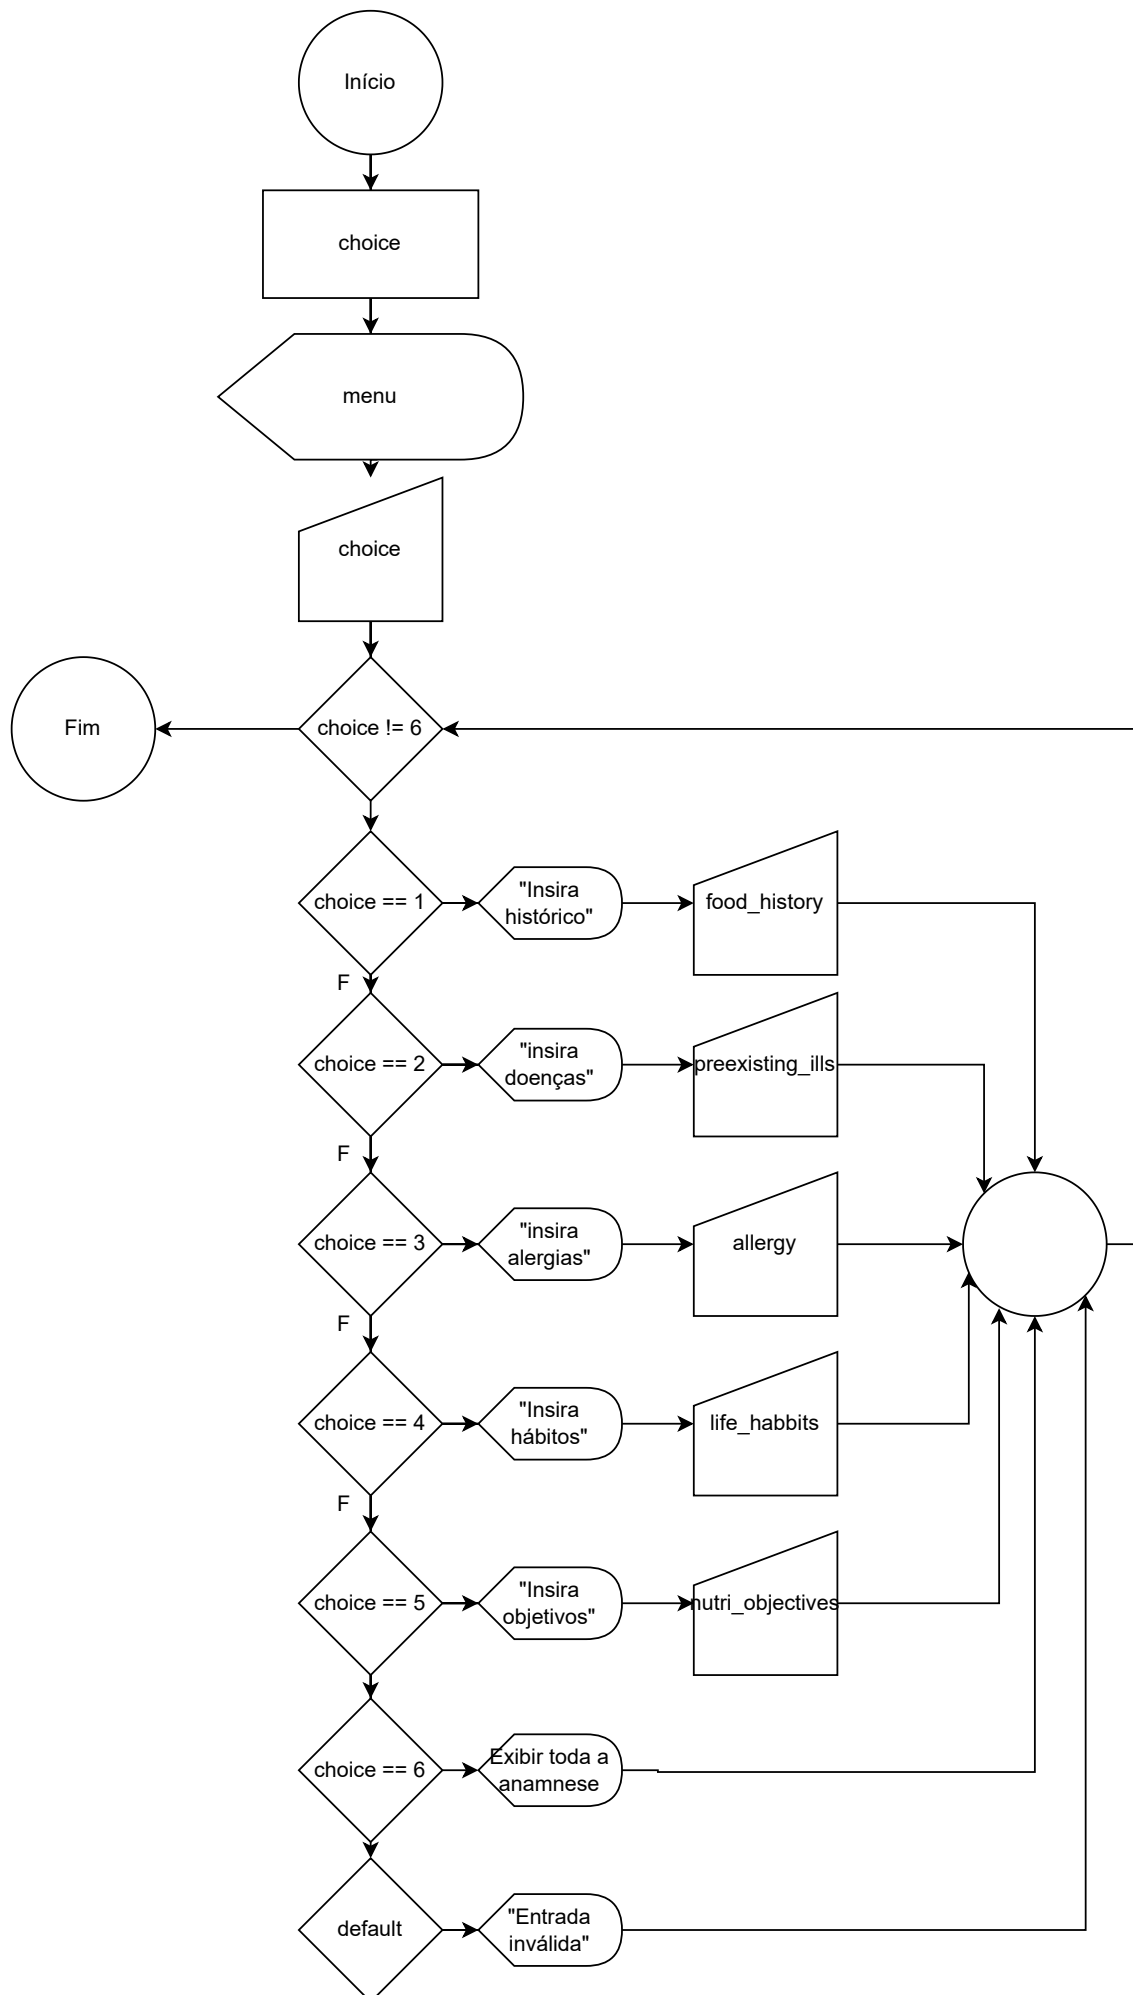 Início
choice
menu
choice
Fim
choice != 6
choice == 1
"Insira
histórico"
food_history
F
choice == 2
"insira
doenças"
preexisting_ills
F
choice == 3
"insira
alergias"
allergy
F
choice == 4
"Insira
hábitos"
life_habbits
F
choice == 5
"Insira
objetivos"
nutri_objectives
choice == 6
Exibir toda a
anamnese
default
"Entrada
inválida"